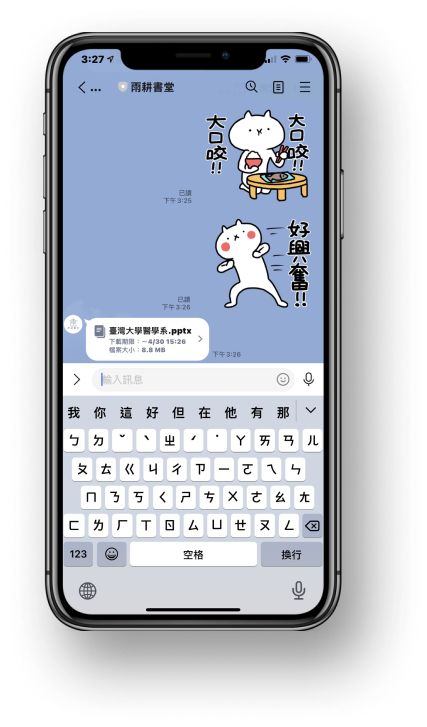 3:27
... 雨耕書堂
大口咬!! 大口咬!!
已讀
下午 3:25
好興奮!!
已讀
下午 3:26
臺灣大學醫學系.pptx
下載期限：~4/30 15:26
檔案大小：8.8 MB
下午 3:26
輸入訊息
我 你 這 好 但 在 他 有 那
ㄅ ㄉ ˇ ˋ ㄓ ˊ ˙ ㄚ ㄞ ㄢ ㄦ
ㄆ ㄊ ㄍ ㄐ ㄔ ㄗ ㄧ ㄛ ㄟ ㄣ
ㄇ ㄋ ㄎ ㄑ ㄕ ㄘ ㄨ ㄜ ㄠ ㄤ
ㄈ ㄌ ㄏ ㄒ ㄖ ㄙ ㄩ ㄝ ㄡ ㄥ
123 空格 換行